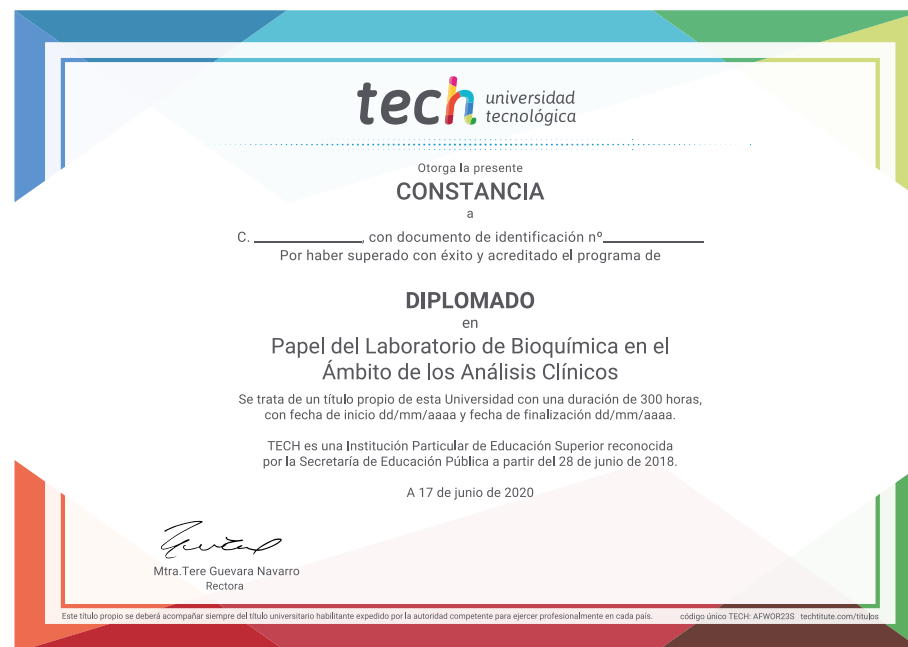 tech universidad
tecnológica
Otorga la presente
CONSTANCIA
a
C. ____________, con documento de identificación nº____________
Por haber superado con éxito y acreditado el programa de
DIPLOMADO
en
Papel del Laboratorio de Bioquímica en el
Ámbito de los Análisis Clínicos
Se trata de un título propio de esta Universidad con una duración de 300 horas,
con fecha de inicio dd/mm/aaaa y fecha de finalización dd/mm/aaaa.
TECH es una Institución Particular de Educación Superior reconocida
por la Secretaría de Educación Pública a partir del 28 de junio de 2018.
A 17 de junio de 2020
Mtra.Tere Guevara Navarro
Rectora
Este título propio se deberá acompañar siempre del título universitario habilitante expedido por la autoridad competente para ejercer profesionalmente en cada país. código único TECH: AFWOR23S techtitute.com/titulos